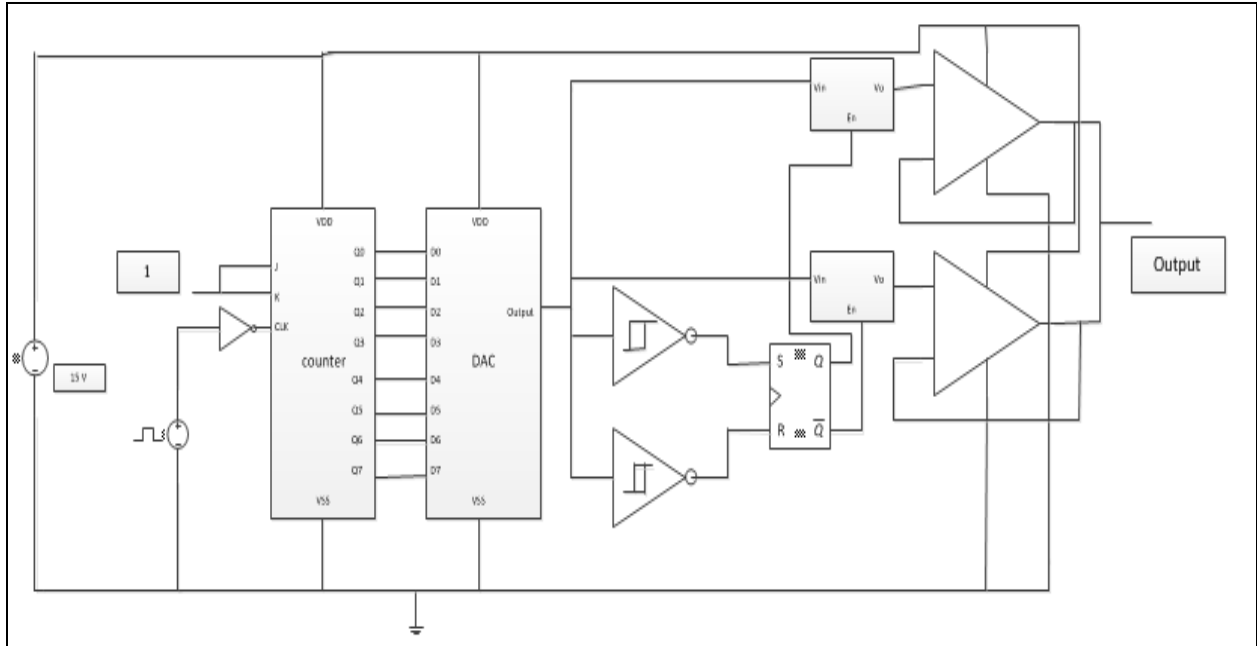 Vin
Vo
En
VDD
VDD
Q0
D0
1
J
Q1
D1
Output
K
Vin
Vo
Q2
D2
Output
En
CLK
Q3
D3
counter
DAC
S
Q
15 V
Q4
D4
Q5
D5
R
Q
Q6
D6
Q7
D7
VSS
VSS